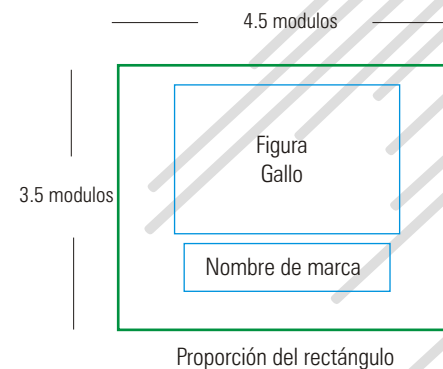 4.5 modulos
Figura
Gallo
3.5 modulos
Nombre de marca
Proporción del rectángulo